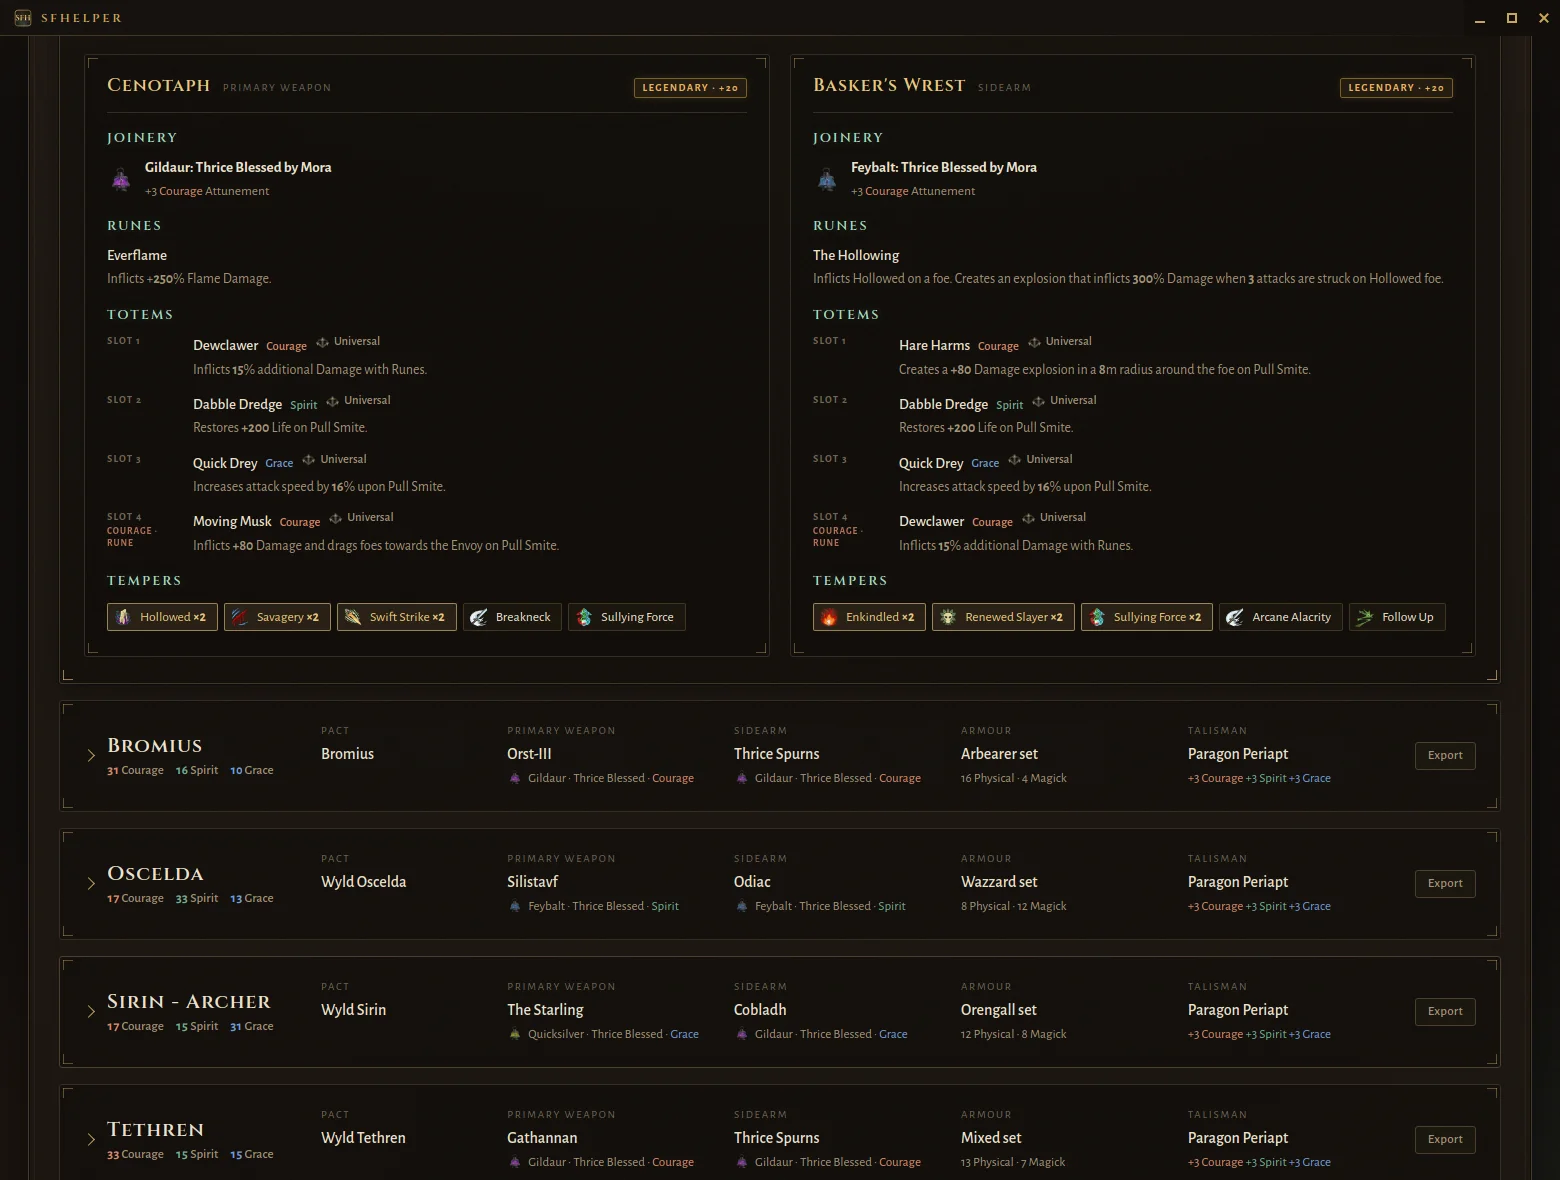 SFH SFHELPER
CENOTAPH PRIMARY WEAPON LEGENDARY · +20
JOINERY
Gildaur: Thrice Blessed by Mora
+3 Courage Attunement
RUNES
Everflame
Inflicts +250% Flame Damage.
TOTEMS
SLOT 1
Dewclawer Courage Universal
Inflicts 15% additional Damage with Runes.
SLOT 2
Dabble Dredge Spirit Universal
Restores +200 Life on Pull Smite.
SLOT 3
Quick Drey Grace Universal
Increases attack speed by 16% upon Pull Smite.
SLOT 4
COURAGE ·
RUNE
Moving Musk Courage Universal
Inflicts +80 Damage and drags foes towards the Envoy on Pull Smite.
TEMPERS
Hollowed ×2 Savagery ×2 Swift Strike ×2 Breakneck Sullying Force
BASKER'S WREST SIDEARM LEGENDARY · +20
JOINERY
Feybalt: Thrice Blessed by Mora
+3 Courage Attunement
RUNES
The Hollowing
Inflicts Hollowed on a foe. Creates an explosion that inflicts 300% Damage when 3 attacks are struck on Hollowed foe.
TOTEMS
SLOT 1
Hare Harms Courage Universal
Creates a +80 Damage explosion in a 8m radius around the foe on Pull Smite.
SLOT 2
Dabble Dredge Spirit Universal
Restores +200 Life on Pull Smite.
SLOT 3
Quick Drey Grace Universal
Increases attack speed by 16% upon Pull Smite.
SLOT 4
COURAGE ·
RUNE
Dewclawer Courage Universal
Inflicts 15% additional Damage with Runes.
TEMPERS
Enkindled ×2 Renewed Slayer ×2 Sullying Force ×2 Arcane Alacrity Follow Up
BROMIUS
31 Courage 16 Spirit 10 Grace
PACT
Bromius
PRIMARY WEAPON
Orst-III
Gildaur · Thrice Blessed · Courage
SIDEARM
Thrice Spurns
Gildaur · Thrice Blessed · Courage
ARMOUR
Arbearer set
16 Physical · 4 Magick
TALISMAN
Paragon Periapt
+3 Courage +3 Spirit +3 Grace
Export
OSCELDA
17 Courage 33 Spirit 13 Grace
PACT
Wyld Oscelda
PRIMARY WEAPON
Silistavf
Feybalt · Thrice Blessed · Spirit
SIDEARM
Odiac
Feybalt · Thrice Blessed · Spirit
ARMOUR
Wazzard set
8 Physical · 12 Magick
TALISMAN
Paragon Periapt
+3 Courage +3 Spirit +3 Grace
Export
SIRIN - ARCHER
17 Courage 15 Spirit 31 Grace
PACT
Wyld Sirin
PRIMARY WEAPON
The Starling
Quicksilver · Thrice Blessed · Grace
SIDEARM
Cobladh
Gildaur · Thrice Blessed · Grace
ARMOUR
Orengall set
12 Physical · 8 Magick
TALISMAN
Paragon Periapt
+3 Courage +3 Spirit +3 Grace
Export
TETHREN
33 Courage 15 Spirit 15 Grace
PACT
Wyld Tethren
PRIMARY WEAPON
Gathannan
Gildaur · Thrice Blessed · Courage
SIDEARM
Thrice Spurns
Gildaur · Thrice Blessed · Courage
ARMOUR
Mixed set
13 Physical · 7 Magick
TALISMAN
Paragon Periapt
+3 Courage +3 Spirit +3 Grace
Export